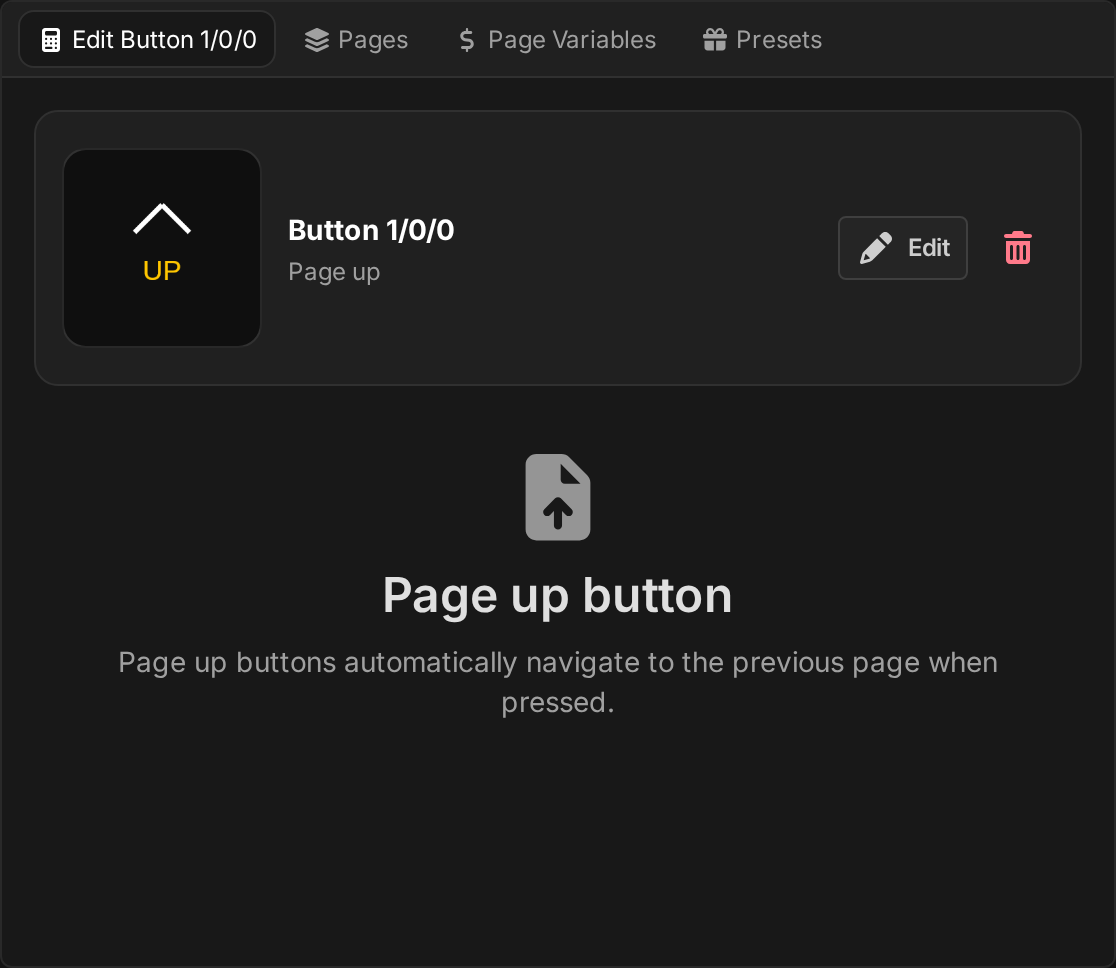 Edit Button 1/0/0
Pages
Page Variables
Presets
UP
Button 1/0/0
Page up
Edit
Page up button
Page up buttons automatically navigate to the previous page when
pressed.